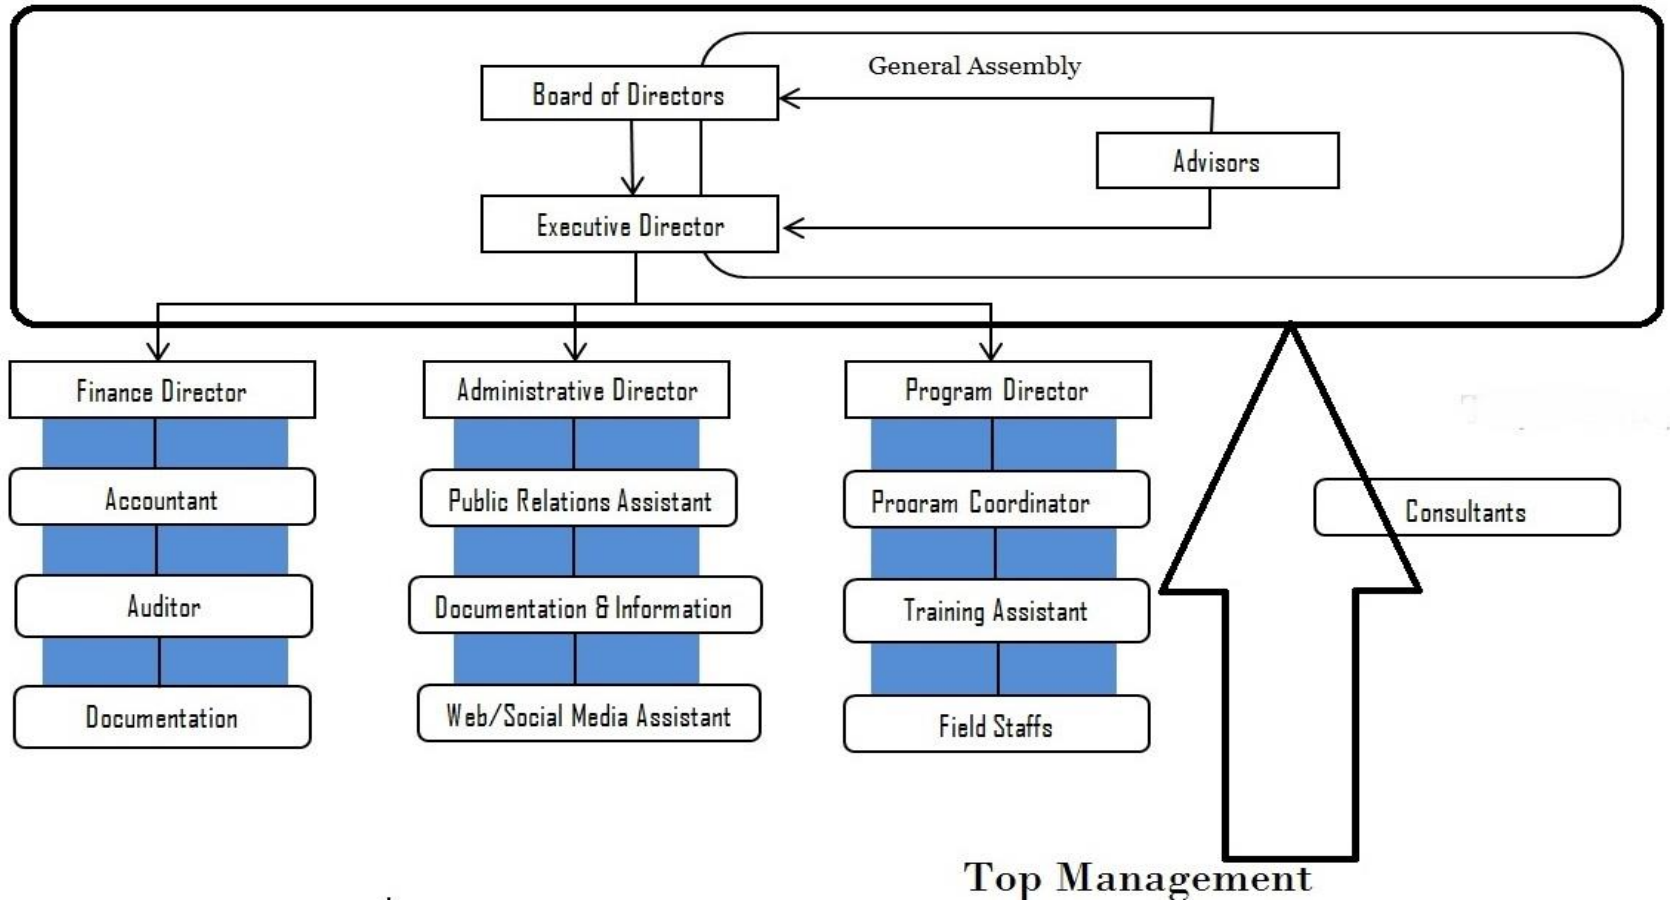 General Assembly
Board of Directors
Advisors
Executive Director
Finance Director
Administrative Director
Program Director
Accountant
Public Relations Assistant
Prooram Coordinator
Consultants
Auditor
Documentation & Information
Training Assistant
Documentation
Web/Social Media Assistant
Field Staffs
Top Management